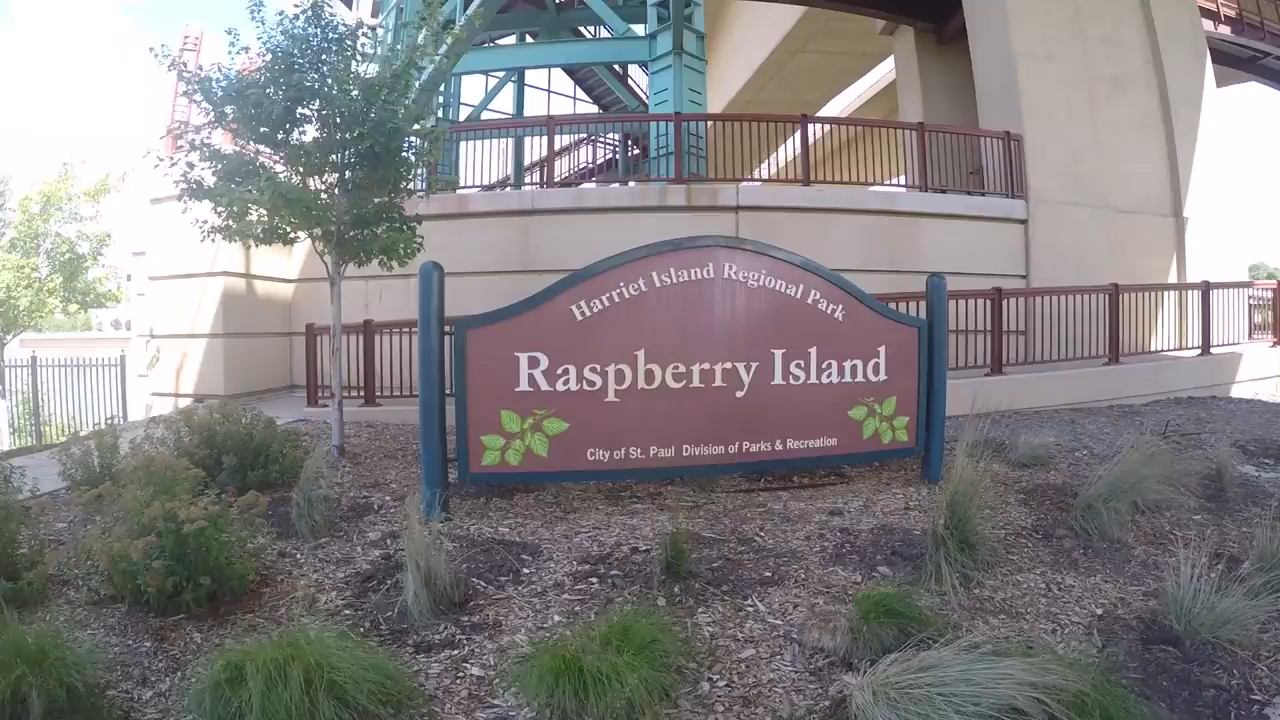 Harriet Island Regional Park
Raspberry Island
City of St. Paul Division of Parks & Recreation